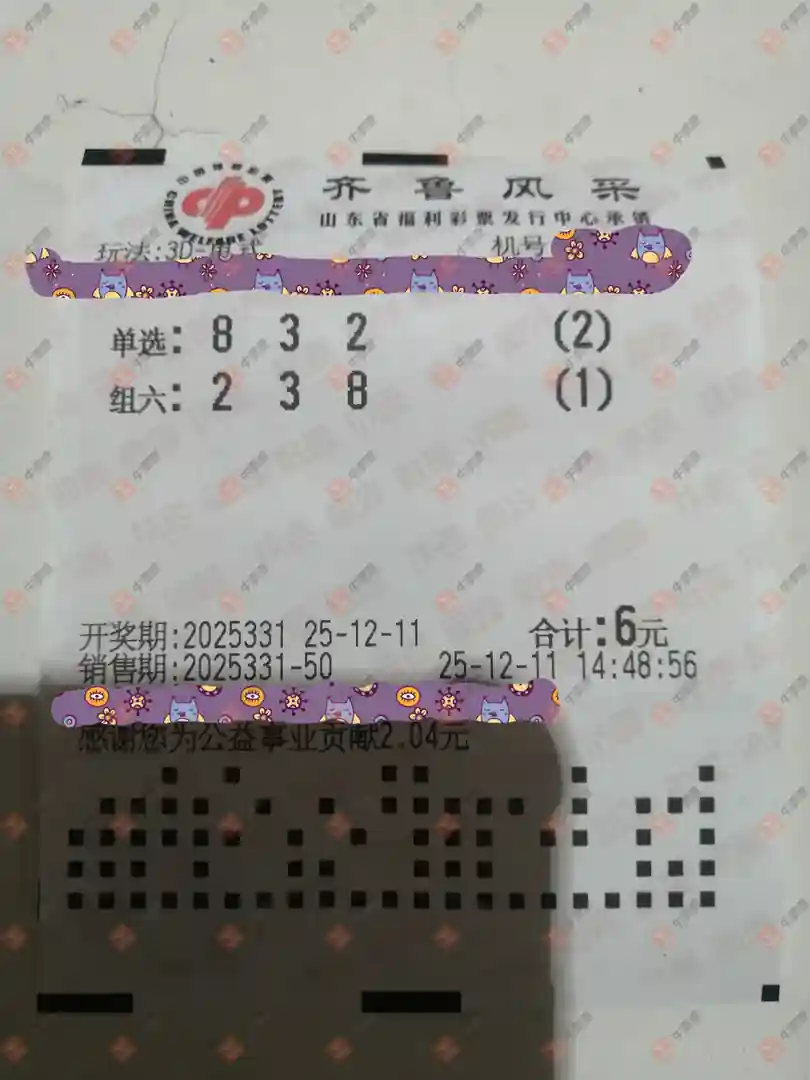 齐鲁风采
山东省福利彩票发行中心承销
玩法:3D-单式 机号
单选: 8 3 2 (2)
组六: 2 3 8 (1)
开奖期:2025331 25-12-11 合计:6元
销售期:2025331-50 25-12-11 14:48:56
感谢您为公益事业贡献2.04元